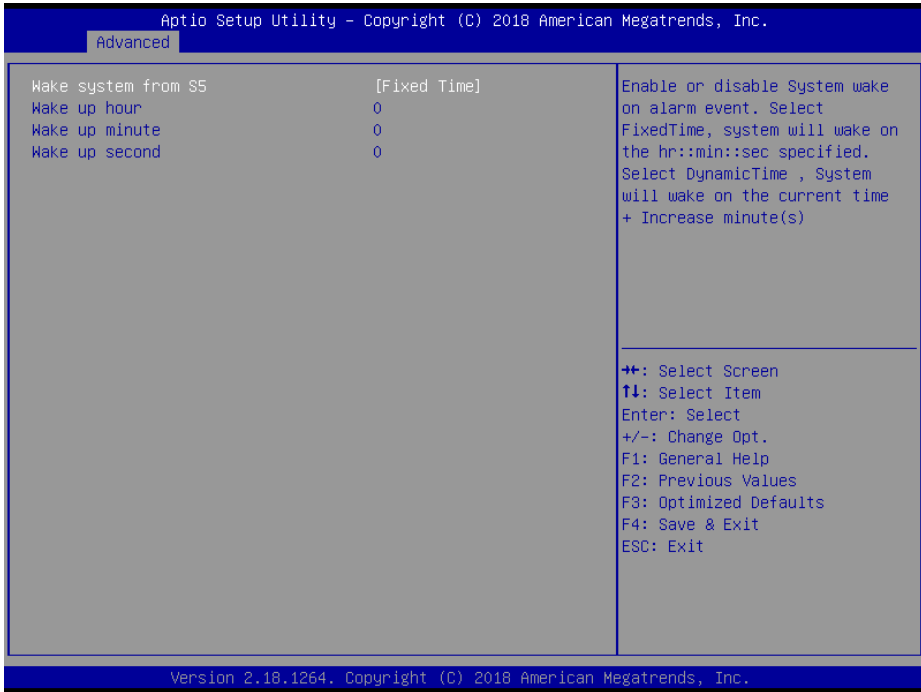 Aptio Setup Utility – Copyright (C) 2018 American Megatrends, Inc.
Advanced
Wake system from S5 [Fixed Time]
Wake up hour 0
Wake up minute 0
Wake up second 0
Enable or disable System wake
on alarm event. Select
FixedTime, system will wake on
the hr::min::sec specified.
Select DynamicTime , System
will wake on the current time
+ Increase minute(s)
→←: Select Screen
↑↓: Select Item
Enter: Select
+/-: Change Opt.
F1: General Help
F2: Previous Values
F3: Optimized Defaults
F4: Save & Exit
ESC: Exit
Version 2.18.1264. Copyright (C) 2018 American Megatrends, Inc.